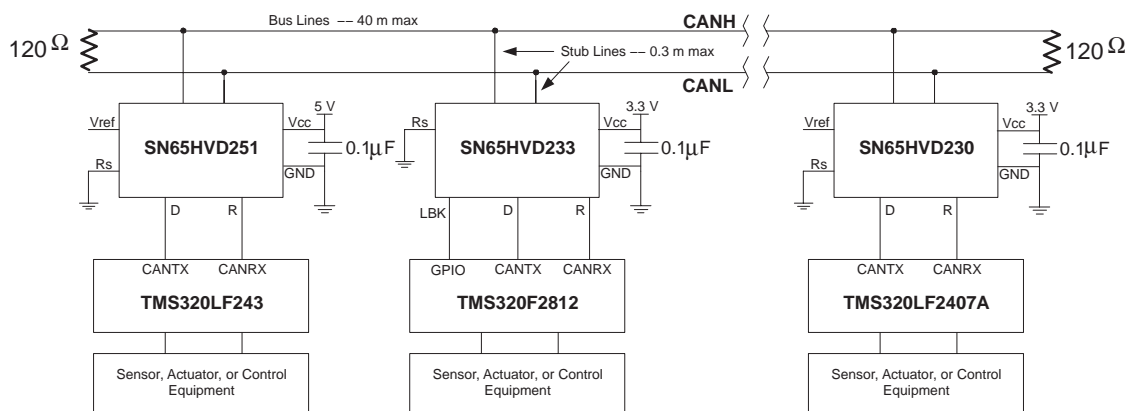 Bus Lines −− 40 m max
CANH
120 Ω
Stub Lines −− 0.3 m max
120 Ω
CANL
5 V
Vref
Vcc
SN65HVD251
0.1µF
Rs
GND
D
R
3.3 V
Rs
Vcc
SN65HVD233
0.1µF
GND
LBK
D
R
3.3 V
Vref
Vcc
SN65HVD230
0.1µF
Rs
GND
D
R
CANTX
CANRX
TMS320LF243
GPIO
CANTX
CANRX
TMS320F2812
CANTX
CANRX
TMS320LF2407A
Sensor, Actuator, or Control
Equipment
Sensor, Actuator, or Control
Equipment
Sensor, Actuator, or Control
Equipment